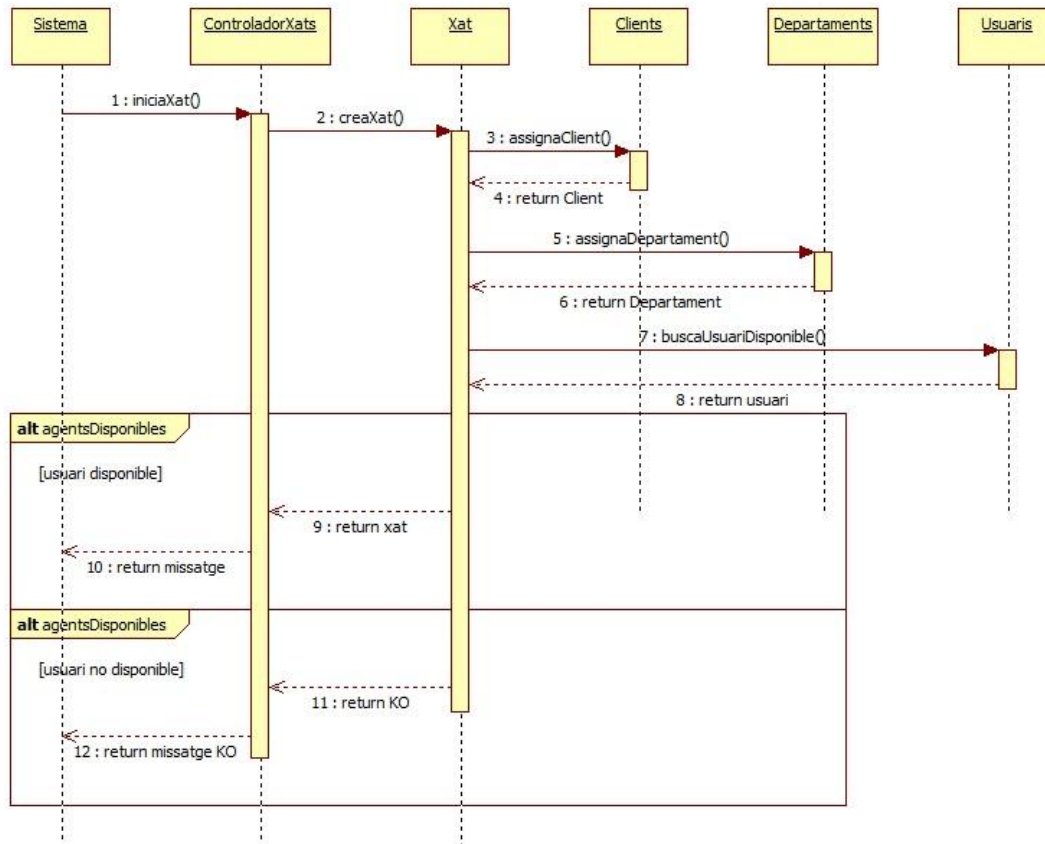 Sistema
ControladorXats
Xat
Clients
Departaments
Usuaris
1 : iniciaXat()
2 : creaXat()
3 : assignaClient()
4 : return Client
5 : assignaDepartament()
6 : return Departament
7 : buscaUsuariDisponible()
8 : return usuari
alt agentsDisponibles
[usuari disponible]
9 : return xat
10 : return missatge
alt agentsDisponibles
[usuari no disponible]
11 : return KO
12 : return missatge KO